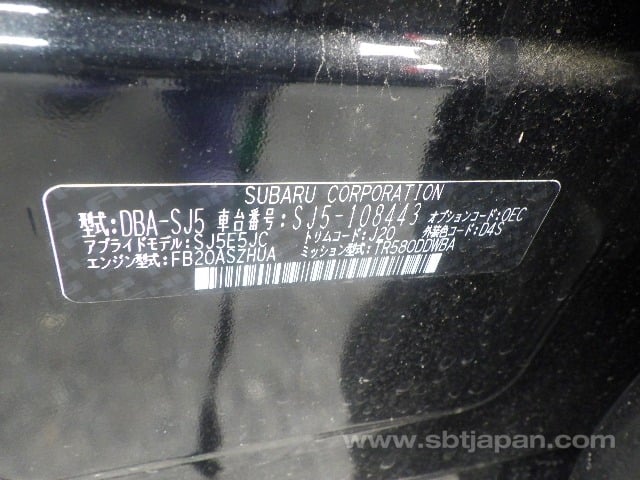 SUBARU CORPORATION
型式:DBA-SJ5 車台番号:SJ5-108443 オプションコード:OEC
アプライドモデル:SJ5E5JC トリムコード:J20 外装色コード:D4S
エンジン型式:FB20ASZHUA ミッション型式:TR580DDWBA
www.sbtjapan.com